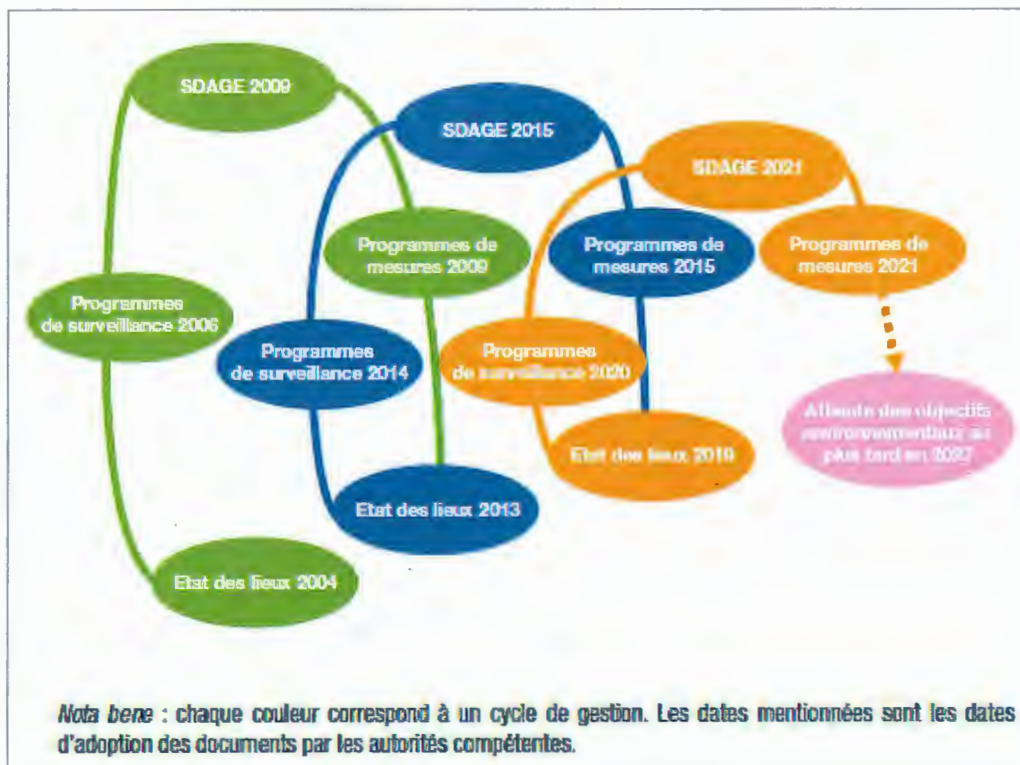 SDAGE 2009
SDAGE 2015
SDAGE 2021
Programmes de
mesures 2009
Programmes de
mesures 2015
Programmes de
mesures 2021
Programmes
de surveillance 2006
Programmes
de surveillance 2014
Programmes
de surveillance 2020
Atteinte des objectifs
environnementaux au
plus tard en 2027
Etat des lieux 2019
Etat des lieux 2013
Etat des lieux 2004
Nota bene : chaque couleur correspond à un cycle de gestion. Les dates mentionnées sont les dates
d'adoption des documents par les autorités compétentes.